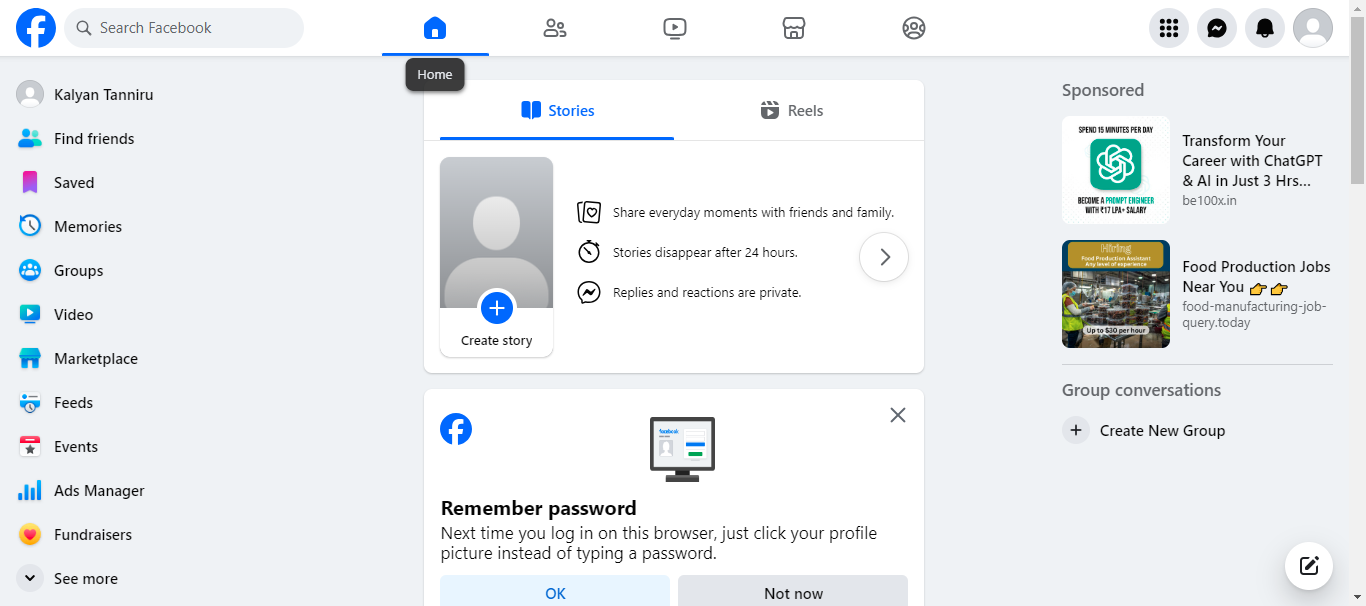 Search Facebook
Home
Kalyan Tanniru
Find friends
Saved
Memories
Groups
Video
Marketplace
Feeds
Events
Ads Manager
Fundraisers
See more
Stories
Reels
Create story
Share everyday moments with friends and family.
Stories disappear after 24 hours.
Replies and reactions are private.
facebook
Remember password
Next time you log in on this browser, just click your profile
picture instead of typing a password.
OK
Not now
Sponsored
SPEND 15 MINUTES PER DAY
BECOME A PROMPT ENGINEER
WITH ₹17 LPA+ SALARY
Transform Your
Career with ChatGPT
& AI in Just 3 Hrs...
be100x.in
Hiring
Food Production Assistant
Any level of experience
Up to $30 per hour
Food Production Jobs
Near You 👉👉
food-manufacturing-job-
query.today
Group conversations
Create New Group